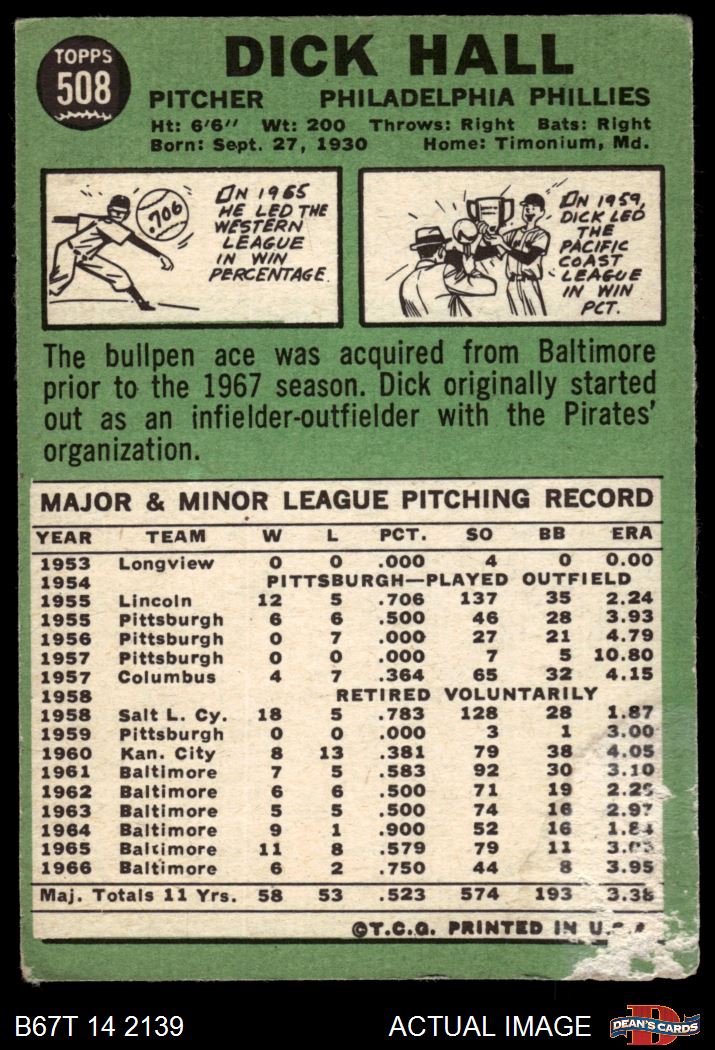 TOPPS
508
DICK HALL
PITCHER PHILADELPHIA PHILLIES
Ht: 6'6" Wt: 200 Throws: Right Bats: Right
Born: Sept. 27, 1930 Home: Timonium, Md.
.706
IN 1965
HE LED THE
WESTERN
LEAGUE
IN WIN
PERCENTAGE.
IN 1959,
DICK LED
THE
PACIFIC
COAST
LEAGUE
IN WIN
PCT.
The bullpen ace was acquired from Baltimore
prior to the 1967 season. Dick originally started
out as an infielder-outfielder with the Pirates'
organization.
MAJOR & MINOR LEAGUE PITCHING RECORD
YEAR TEAM W L PCT. SO BB ERA
1953 Longview 0 0 .000 4 0 0.00
1954 PITTSBURGH—PLAYED OUTFIELD
1955 Lincoln 12 5 .706 137 35 2.24
1955 Pittsburgh 6 6 .500 46 28 3.93
1956 Pittsburgh 0 7 .000 27 21 4.79
1957 Pittsburgh 0 0 .000 7 5 10.80
1957 Columbus 4 7 .364 65 32 4.15
1958 RETIRED VOLUNTARILY
1958 Salt L. Cy. 18 5 .783 128 28 1.87
1959 Pittsburgh 0 0 .000 3 1 3.00
1960 Kan. City 8 13 .381 79 38 4.05
1961 Baltimore 7 5 .583 92 30 3.10
1962 Baltimore 6 6 .500 71 19
1963 Baltimore 5 5 .500 74 16 2.97
1964 Baltimore 9 1 .900 52 16 1.84
1965 Baltimore 11 8 .579 79 11
1966 Baltimore 6 2 .750 44 8 3.95
Maj. Totals 11 Yrs. 58 53 .523 574 193 3.38
©T.C.G. PRINTED IN
B67T 14 2139 ACTUAL IMAGE
D
DEAN'S CARDS